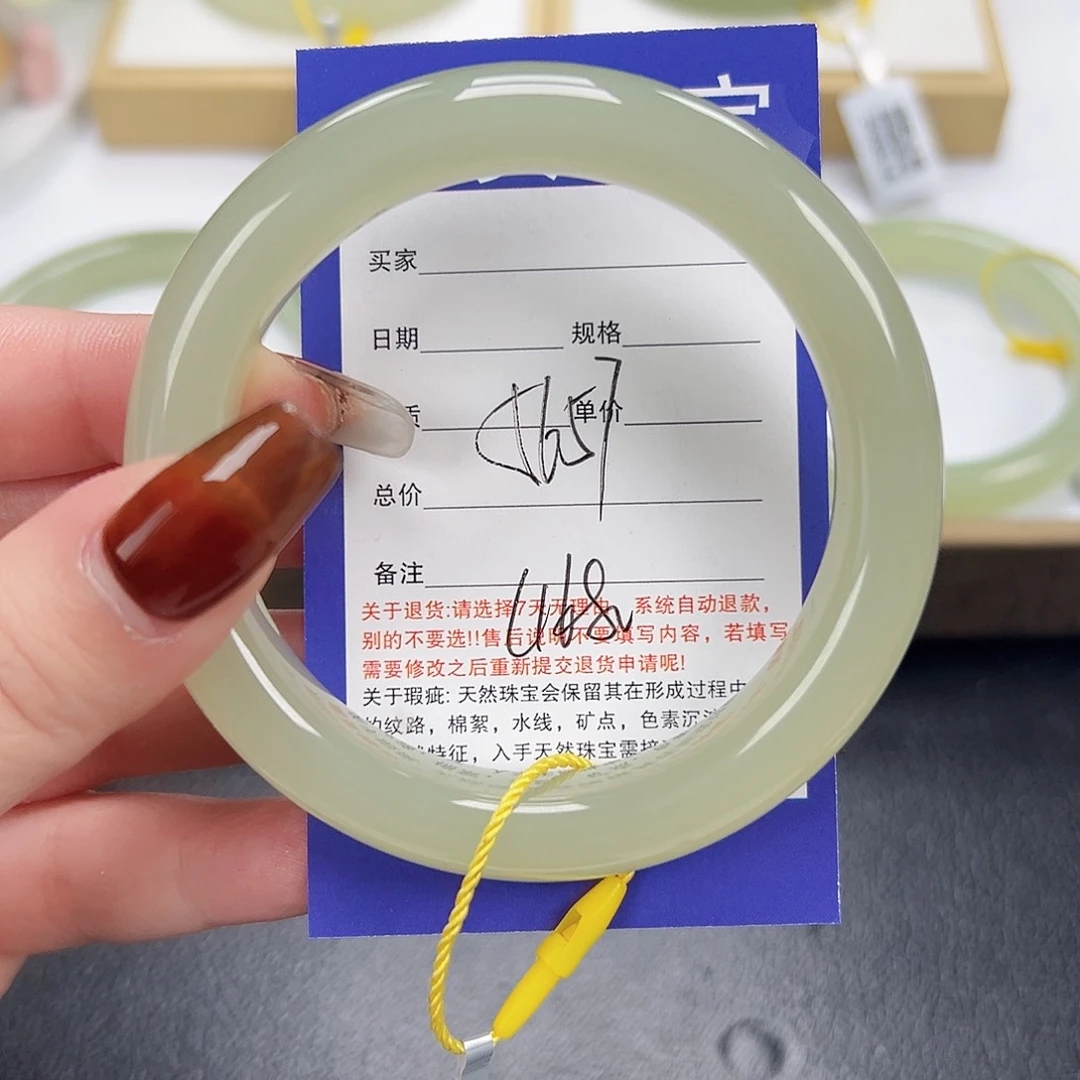 买家
日期 规格
质 单价
总价
备注
关于退货:请选择7天无理由, 系统自动退款,
别的不要选!!售后说明不要填写内容, 若填写
需要修改之后重新提交退货申请呢!
关于瑕疵: 天然珠宝会保留其在形成过程中
的纹路, 棉絮, 水线, 矿点, 色素沉
特征, 入手天然珠宝需